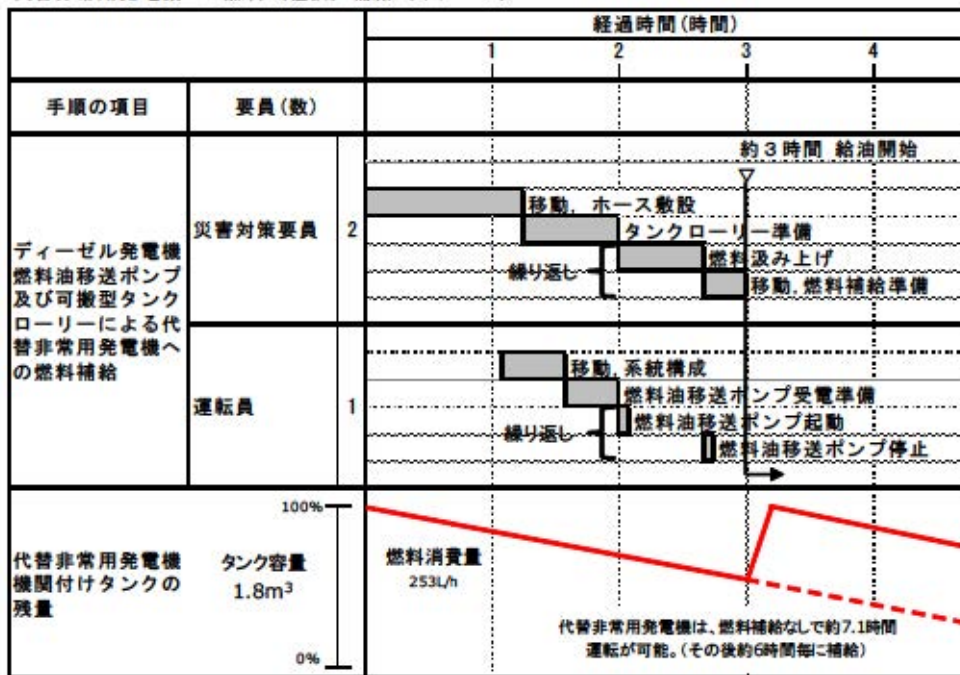 経過時間(時間)
1 2 3 4
手順の項目 要員(数)
ディーゼル発電機
燃料油移送ポンプ
及び可搬型タンク
ローリーによる代
替非常用発電機へ
の燃料補給
災害対策要員 2
約3時間 給油開始
移動, ホース敷設
タンクローリー準備
繰り返し
燃料汲み上げ
移動,燃料補給準備
運転員 1
移動,系統構成
燃料油移送ポンプ受電準備
繰り返し
燃料油移送ポンプ起動
燃料油移送ポンプ停止
代替非常用発電機
機関付けタンクの
残量
タンク容量
1.8m³
100%
0%
燃料消費量
253L/h
代替非常用発電機は、燃料補給なしで約7.1時間
運転が可能。(その後約6時間毎に補給)